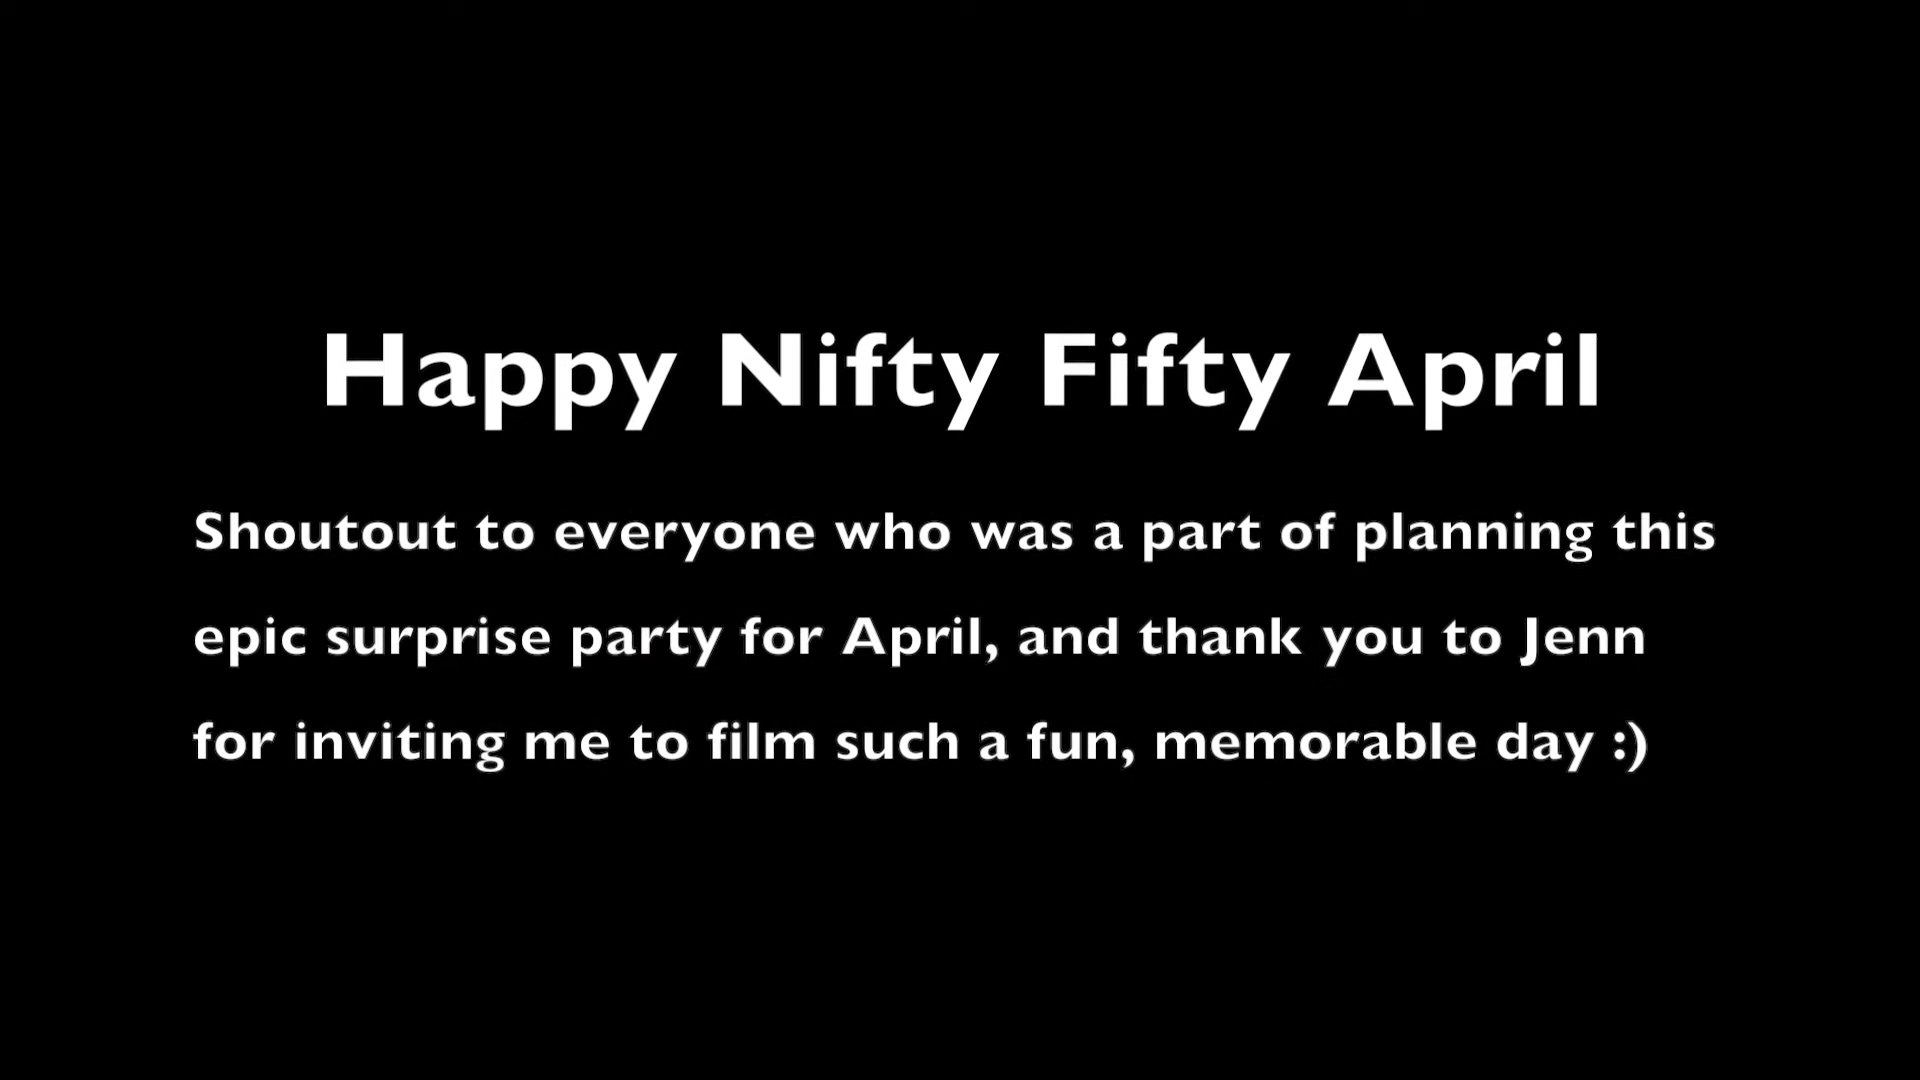 Happy Nifty Fifty April
Shoutout to everyone who was a part of planning this
epic surprise party for April, and thank you to Jenn
for inviting me to film such a fun, memorable day :)